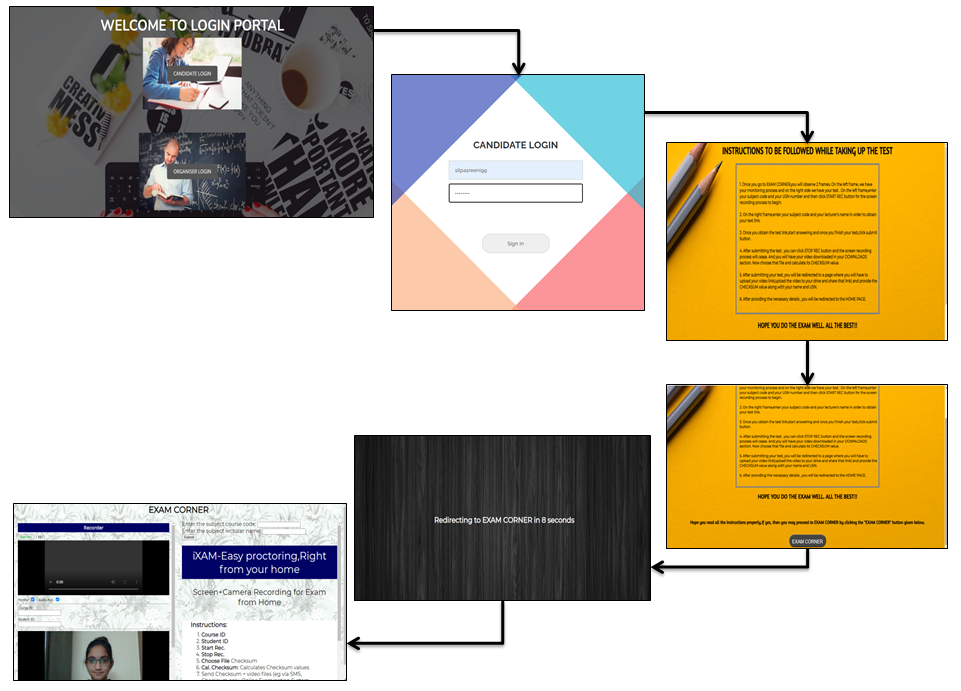 WELCOME TO LOGIN PORTAL
CANDIDATE LOGIN
ORGANISER LOGIN
CREATIVE
MESS
CANDIDATE LOGIN
silpasreenigg
Sign in
INSTRUCTIONS TO BE FOLLOWED WHILE TAKING UP THE TEST
1. Once you go to EXAM CORNER,you will observe 2 frames. On the left frame, we have
your monitoring process and on the right side we have your test . On the left frame,enter
your subject code and your USN number and then click START REC button for the screen
recording process to begin.
2. On the right frame,enter your subject code and your lecturer's name in order to obtain
your test link.
3. Once you obtain the test link,start answering and once you finish your test,click submit
button.
4. After submitting the test , you can click STOP REC button and the screen recording
process will cease. And you will have your video downloaded in your DOWNLOADS
section. Now choose that file and calculate its CHECKSUM value.
5. After submitting your test, you will be redirected to a page where you will have to
upload your video link(upload the video to your drive and share that link) and provide the
CHECKSUM value along with your name and USN.
6. After providing the necessary details , you will be redirected to the HOME PAGE.
HOPE YOU DO THE EXAM WELL. ALL THE BEST!!!
your monitoring process and on the right side we have your test . On the left frame,enter
your subject code and your USN number and then click START REC button for the screen
recording process to begin.
2. On the right frame,enter your subject code and your lecturer's name in order to obtain
your test link.
3. Once you obtain the test link,start answering and once you finish your test,click submit
button.
4. After submitting the test , you can click STOP REC button and the screen recording
process will cease. And you will have your video downloaded in your DOWNLOADS
section. Now choose that file and calculate its CHECKSUM value.
5. After submitting your test, you will be redirected to a page where you will have to
upload your video link(upload the video to your drive and share that link) and provide the
CHECKSUM value along with your name and USN.
6. After providing the necessary details , you will be redirected to the HOME PAGE.
HOPE YOU DO THE EXAM WELL. ALL THE BEST!!!
Hope you read all the instructions properly.If yes, then you may proceed to EXAM CORNER by clicking the "EXAM CORNER" button given below.
EXAM CORNER
Redirecting to EXAM CORNER in 8 seconds
EXAM CORNER
Recorder
0:00
Course ID:
Student ID:
Enter the subject course code:
Enter the subject lecturer name:
Submit
iXAM-Easy proctoring,Right
from your home
Screen+Camera Recording for Exam
from Home
Instructions:
1. Course ID
2. Student ID
3. Start Rec.
4. Stop Rec.
5. Choose File Checksum
6. Cal. Checksum: Calculates Checksum values
7. Send Checksum + video files (eg via SMS,